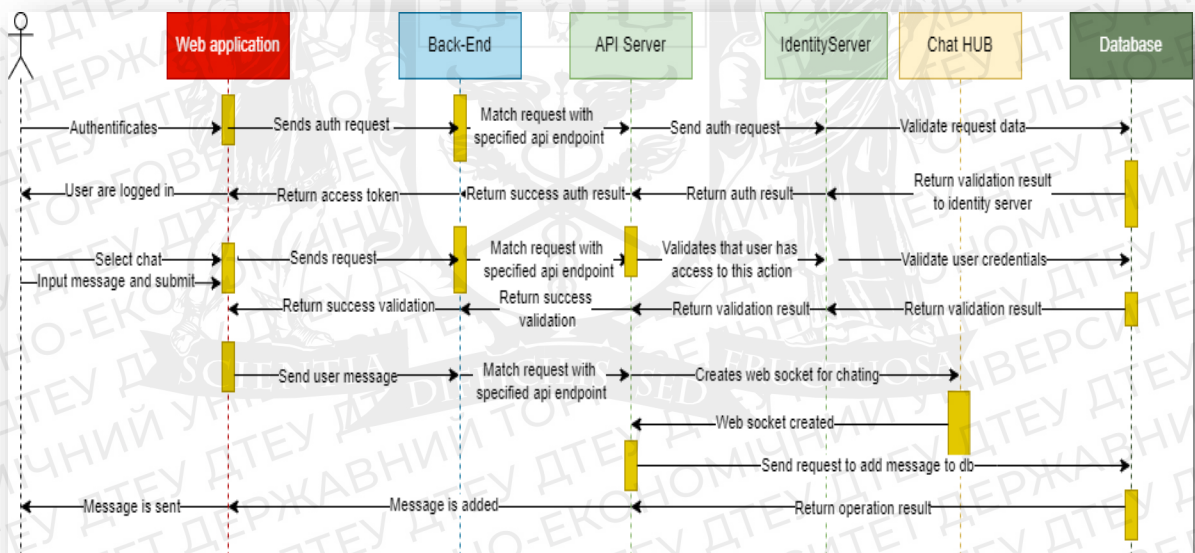 Web application
Back-End
API Server
IdentityServer
Chat HUB
Database
Authentificates
Sends auth request
Match request with
specified api endpoint
Send auth request
Validate request data
User are logged in
Return access token
Return success auth result
Return auth result
Return validation result
to identity server
Select chat
Input message and submit
Sends request
Match request with
specified api endpoint
Validates that user has
access to this action
Validate user credentials
Return success validation
Return success
validation
Return validation result
Return validation result
Send user message
Match request with
specified api endpoint
Creates web socket for chating
Web socket created
Send request to add message to db
Message is sent
Message is added
Return operation result